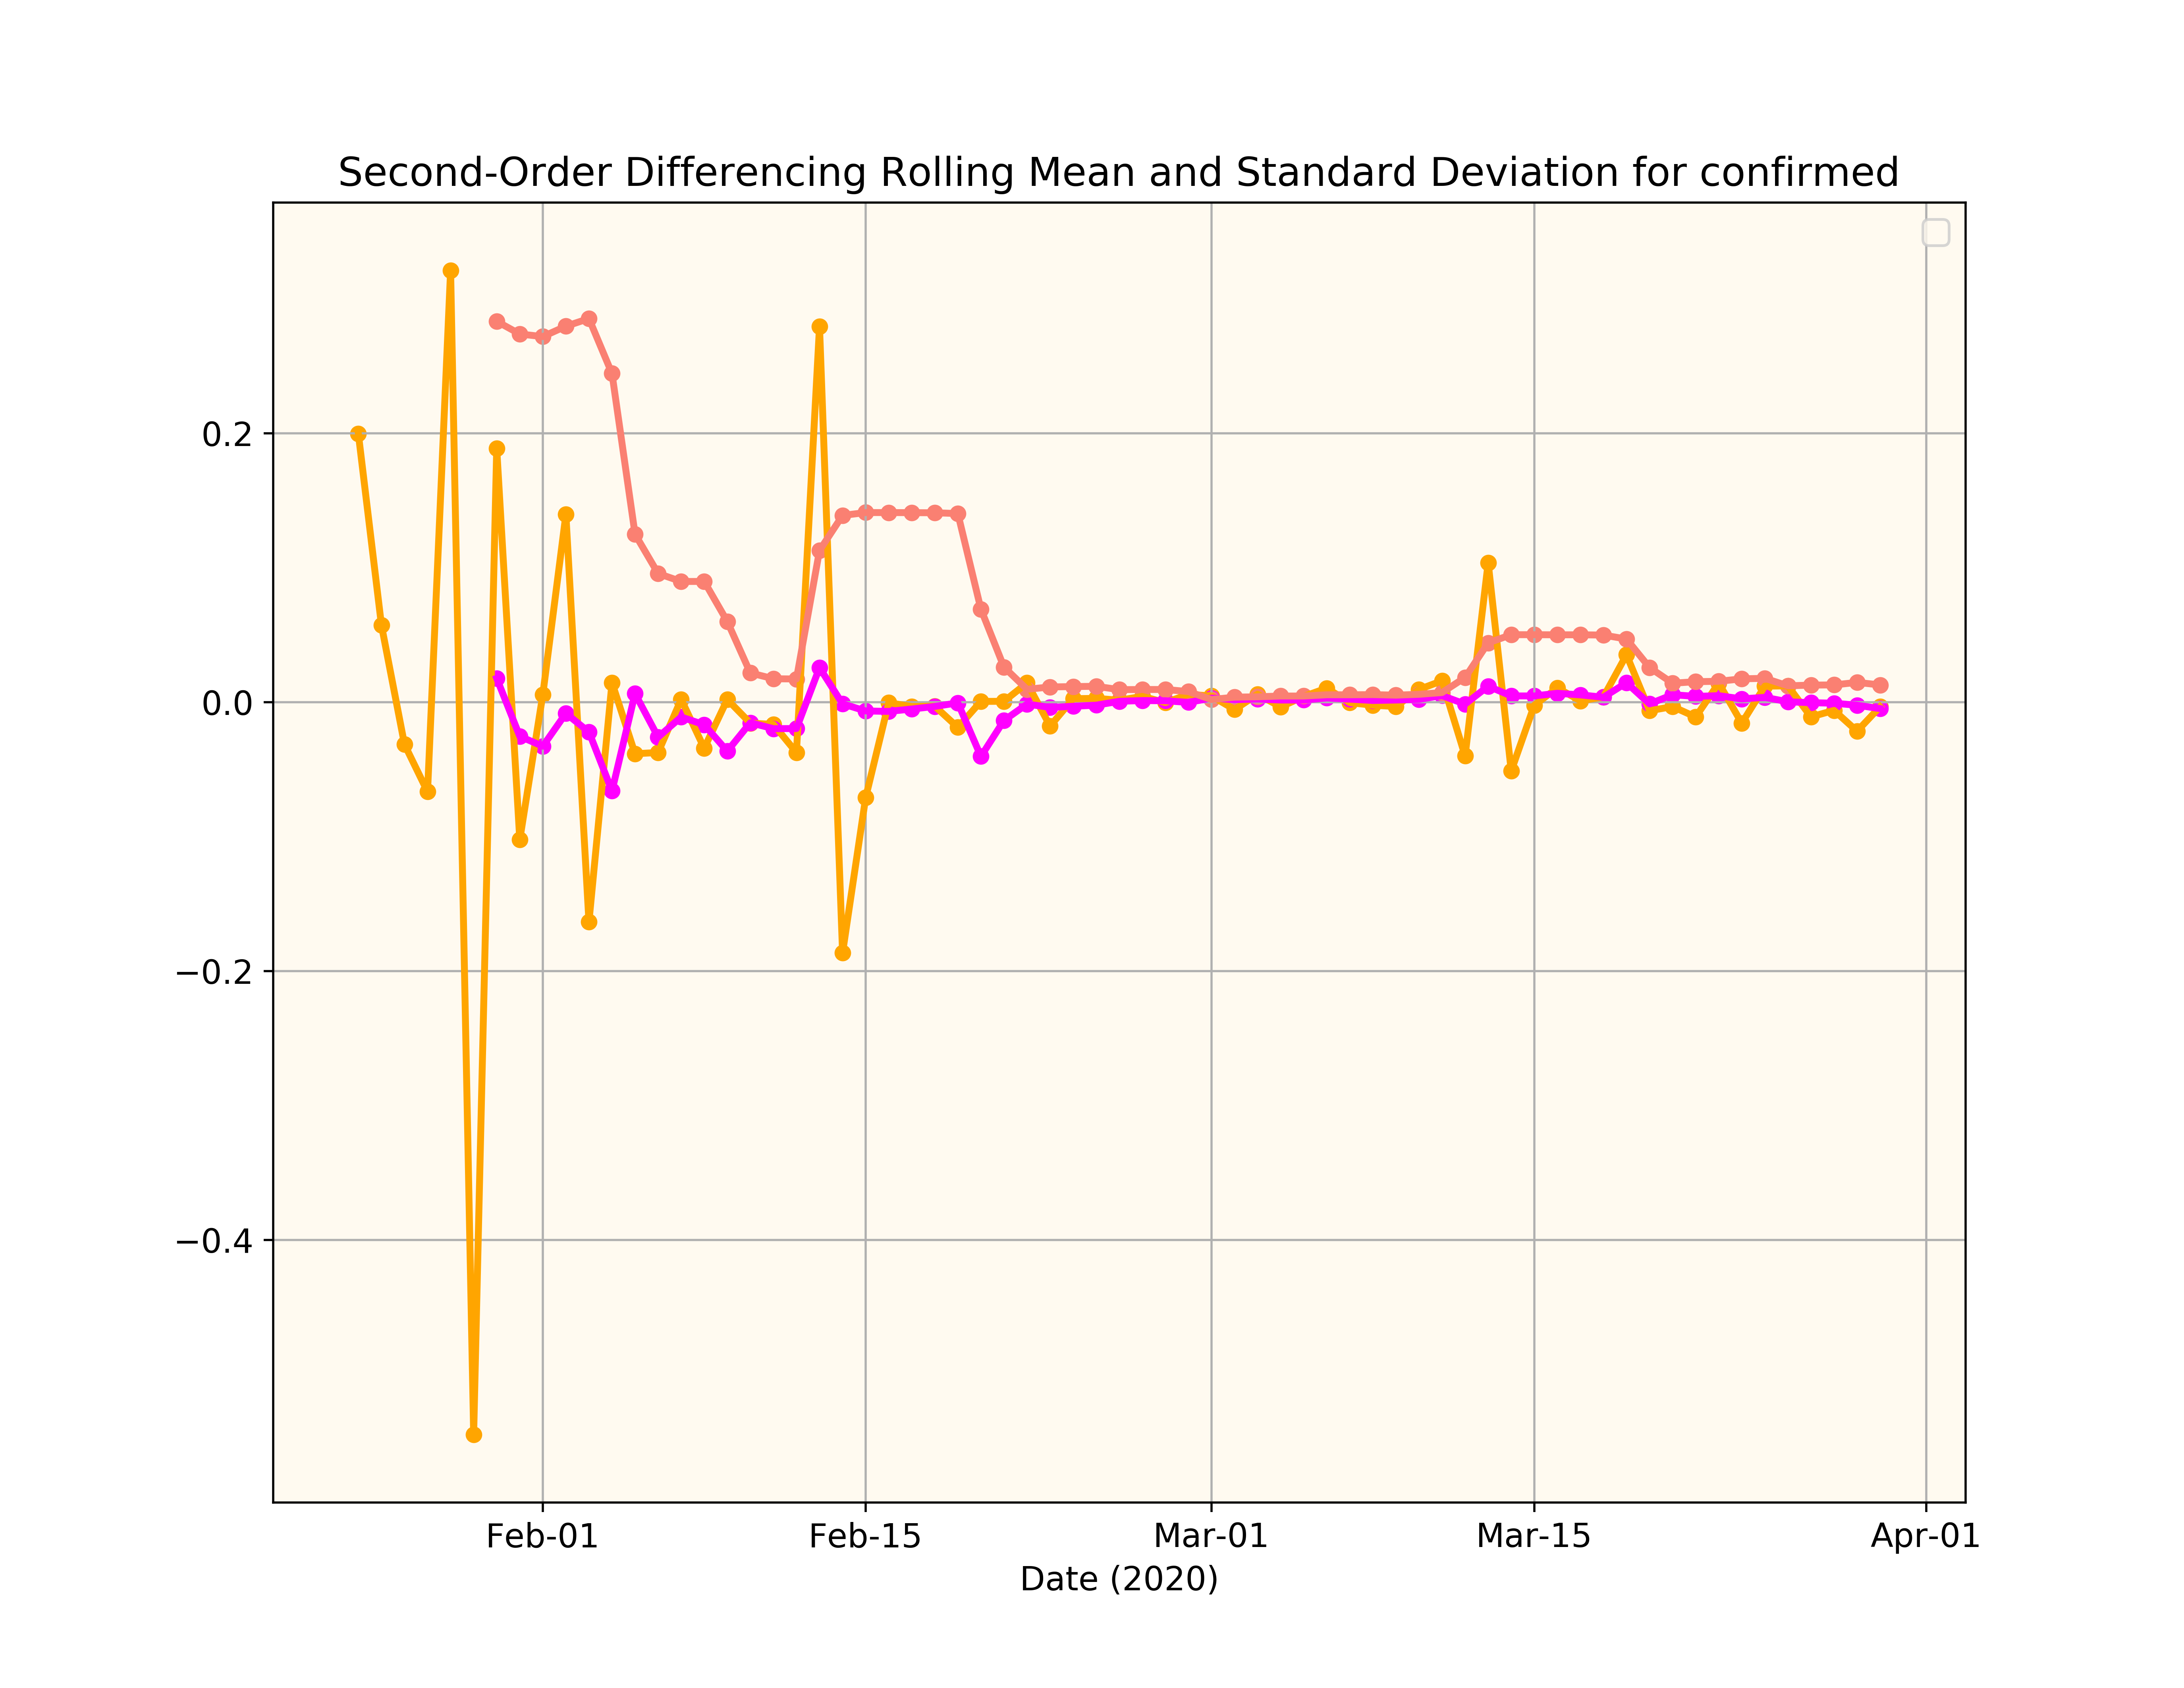 Second-Order Differencing Rolling Mean and Standard Deviation for confirmed
0.2
0.0
−0.2
−0.4
Feb-01 Feb-15 Mar-01 Mar-15 Apr-01
Date (2020)